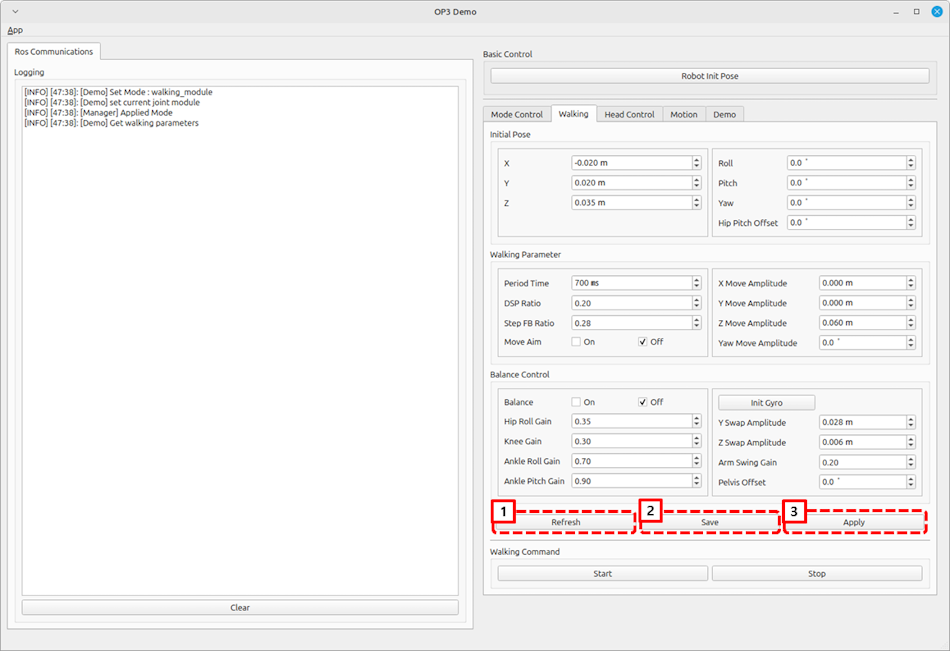 OP3 Demo
App
Ros Communications
Logging
[INFO] [47:38]: [Demo] Set Mode : walking_module
[INFO] [47:38]: [Demo] set current joint module
[INFO] [47:38]: [Manager] Applied Mode
[INFO] [47:38]: [Demo] Get walking parameters
Clear
Basic Control
Robot Init Pose
Mode Control Walking Head Control Motion Demo
Initial Pose
X -0.020 m
Y 0.020 m
Z 0.035 m
Roll 0.0 °
Pitch 0.0 °
Yaw 0.0 °
Hip Pitch Offset 0.0 °
Walking Parameter
Period Time 700 ms
DSP Ratio 0.20
Step FB Ratio 0.28
Move Aim On Off
X Move Amplitude 0.000 m
Y Move Amplitude 0.000 m
Z Move Amplitude 0.060 m
Yaw Move Amplitude 0.0 °
Balance Control
Balance On Off
Hip Roll Gain 0.35
Knee Gain 0.30
Ankle Roll Gain 0.70
Ankle Pitch Gain 0.90
Init Gyro
Y Swap Amplitude 0.028 m
Z Swap Amplitude 0.006 m
Arm Swing Gain 0.20
Pelvis Offset 0.0 °
1 Refresh
2 Save
3 Apply
Walking Command
Start Stop